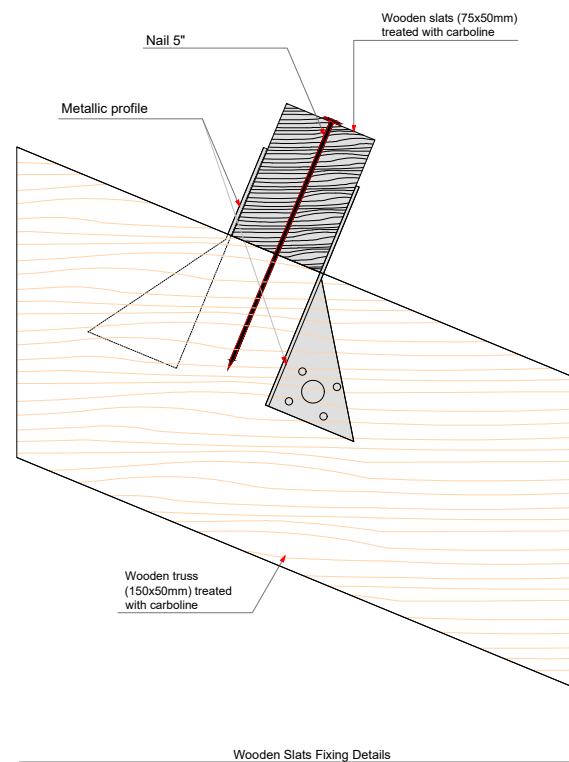 Wooden slats (75x50mm)
treated with carboline
Nail 5"
Metallic profile
Wooden truss
(150x50mm) treated
with carboline
Wooden Slats Fixing Details